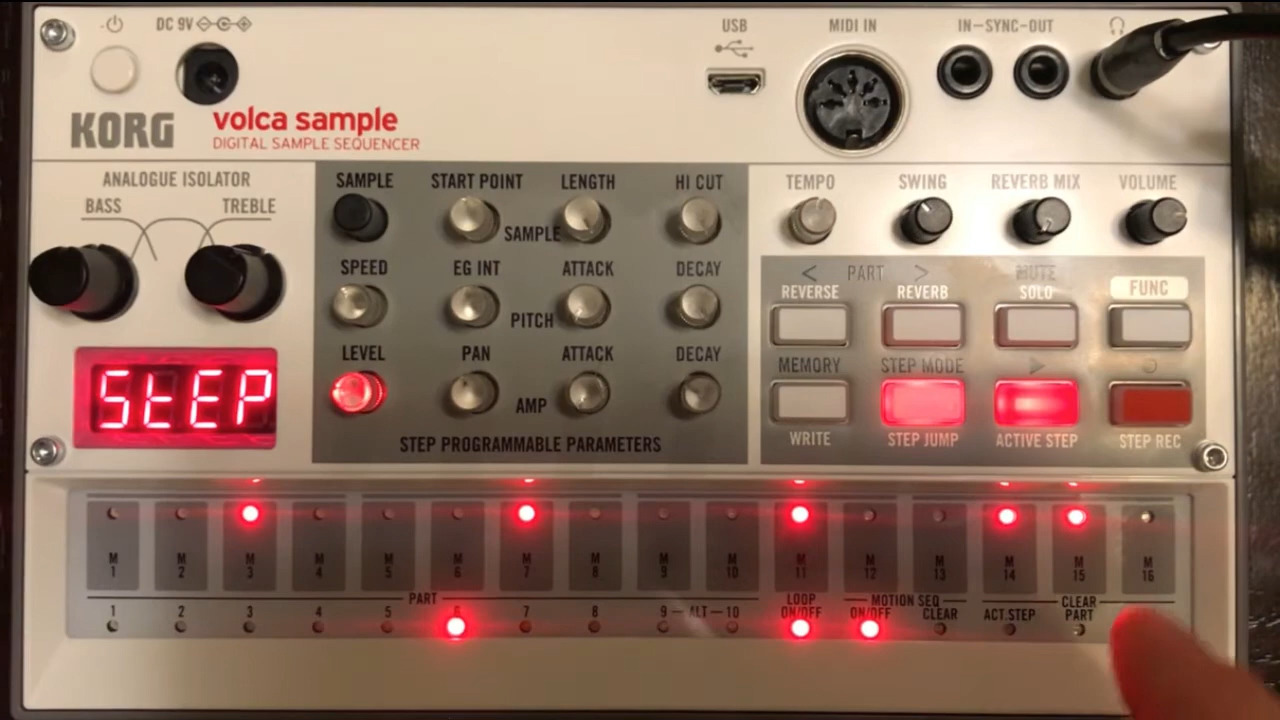 DC 9V
USB
MIDI IN
IN-SYNC-OUT
KORG
volca sample
DIGITAL SAMPLE SEQUENCER
ANALOGUE ISOLATOR
BASS
TREBLE
SAMPLE
START POINT
LENGTH
HI CUT
SAMPLE
SPEED
EG INT
ATTACK
DECAY
PITCH
LEVEL
PAN
ATTACK
DECAY
AMP
STEP PROGRAMMABLE PARAMETERS
TEMPO
SWING
REVERB MIX
VOLUME
< PART >
MUTE
REVERSE
REVERB
SOLO
FUNC
MEMORY
STEP MODE
WRITE
STEP JUMP
ACTIVE STEP
STEP REC
StEP
M M M M M M M M M M M M M M M M
1 2 3 4 5 6 7 8 9 10 11 12 13 14 15 16
PART
LOOP
MOTION SEQ
CLEAR
1 2 3 4 5 6 7 8 9 - ALT - 10
ON/OFF
ON/OFF
CLEAR
ACT.STEP
PART